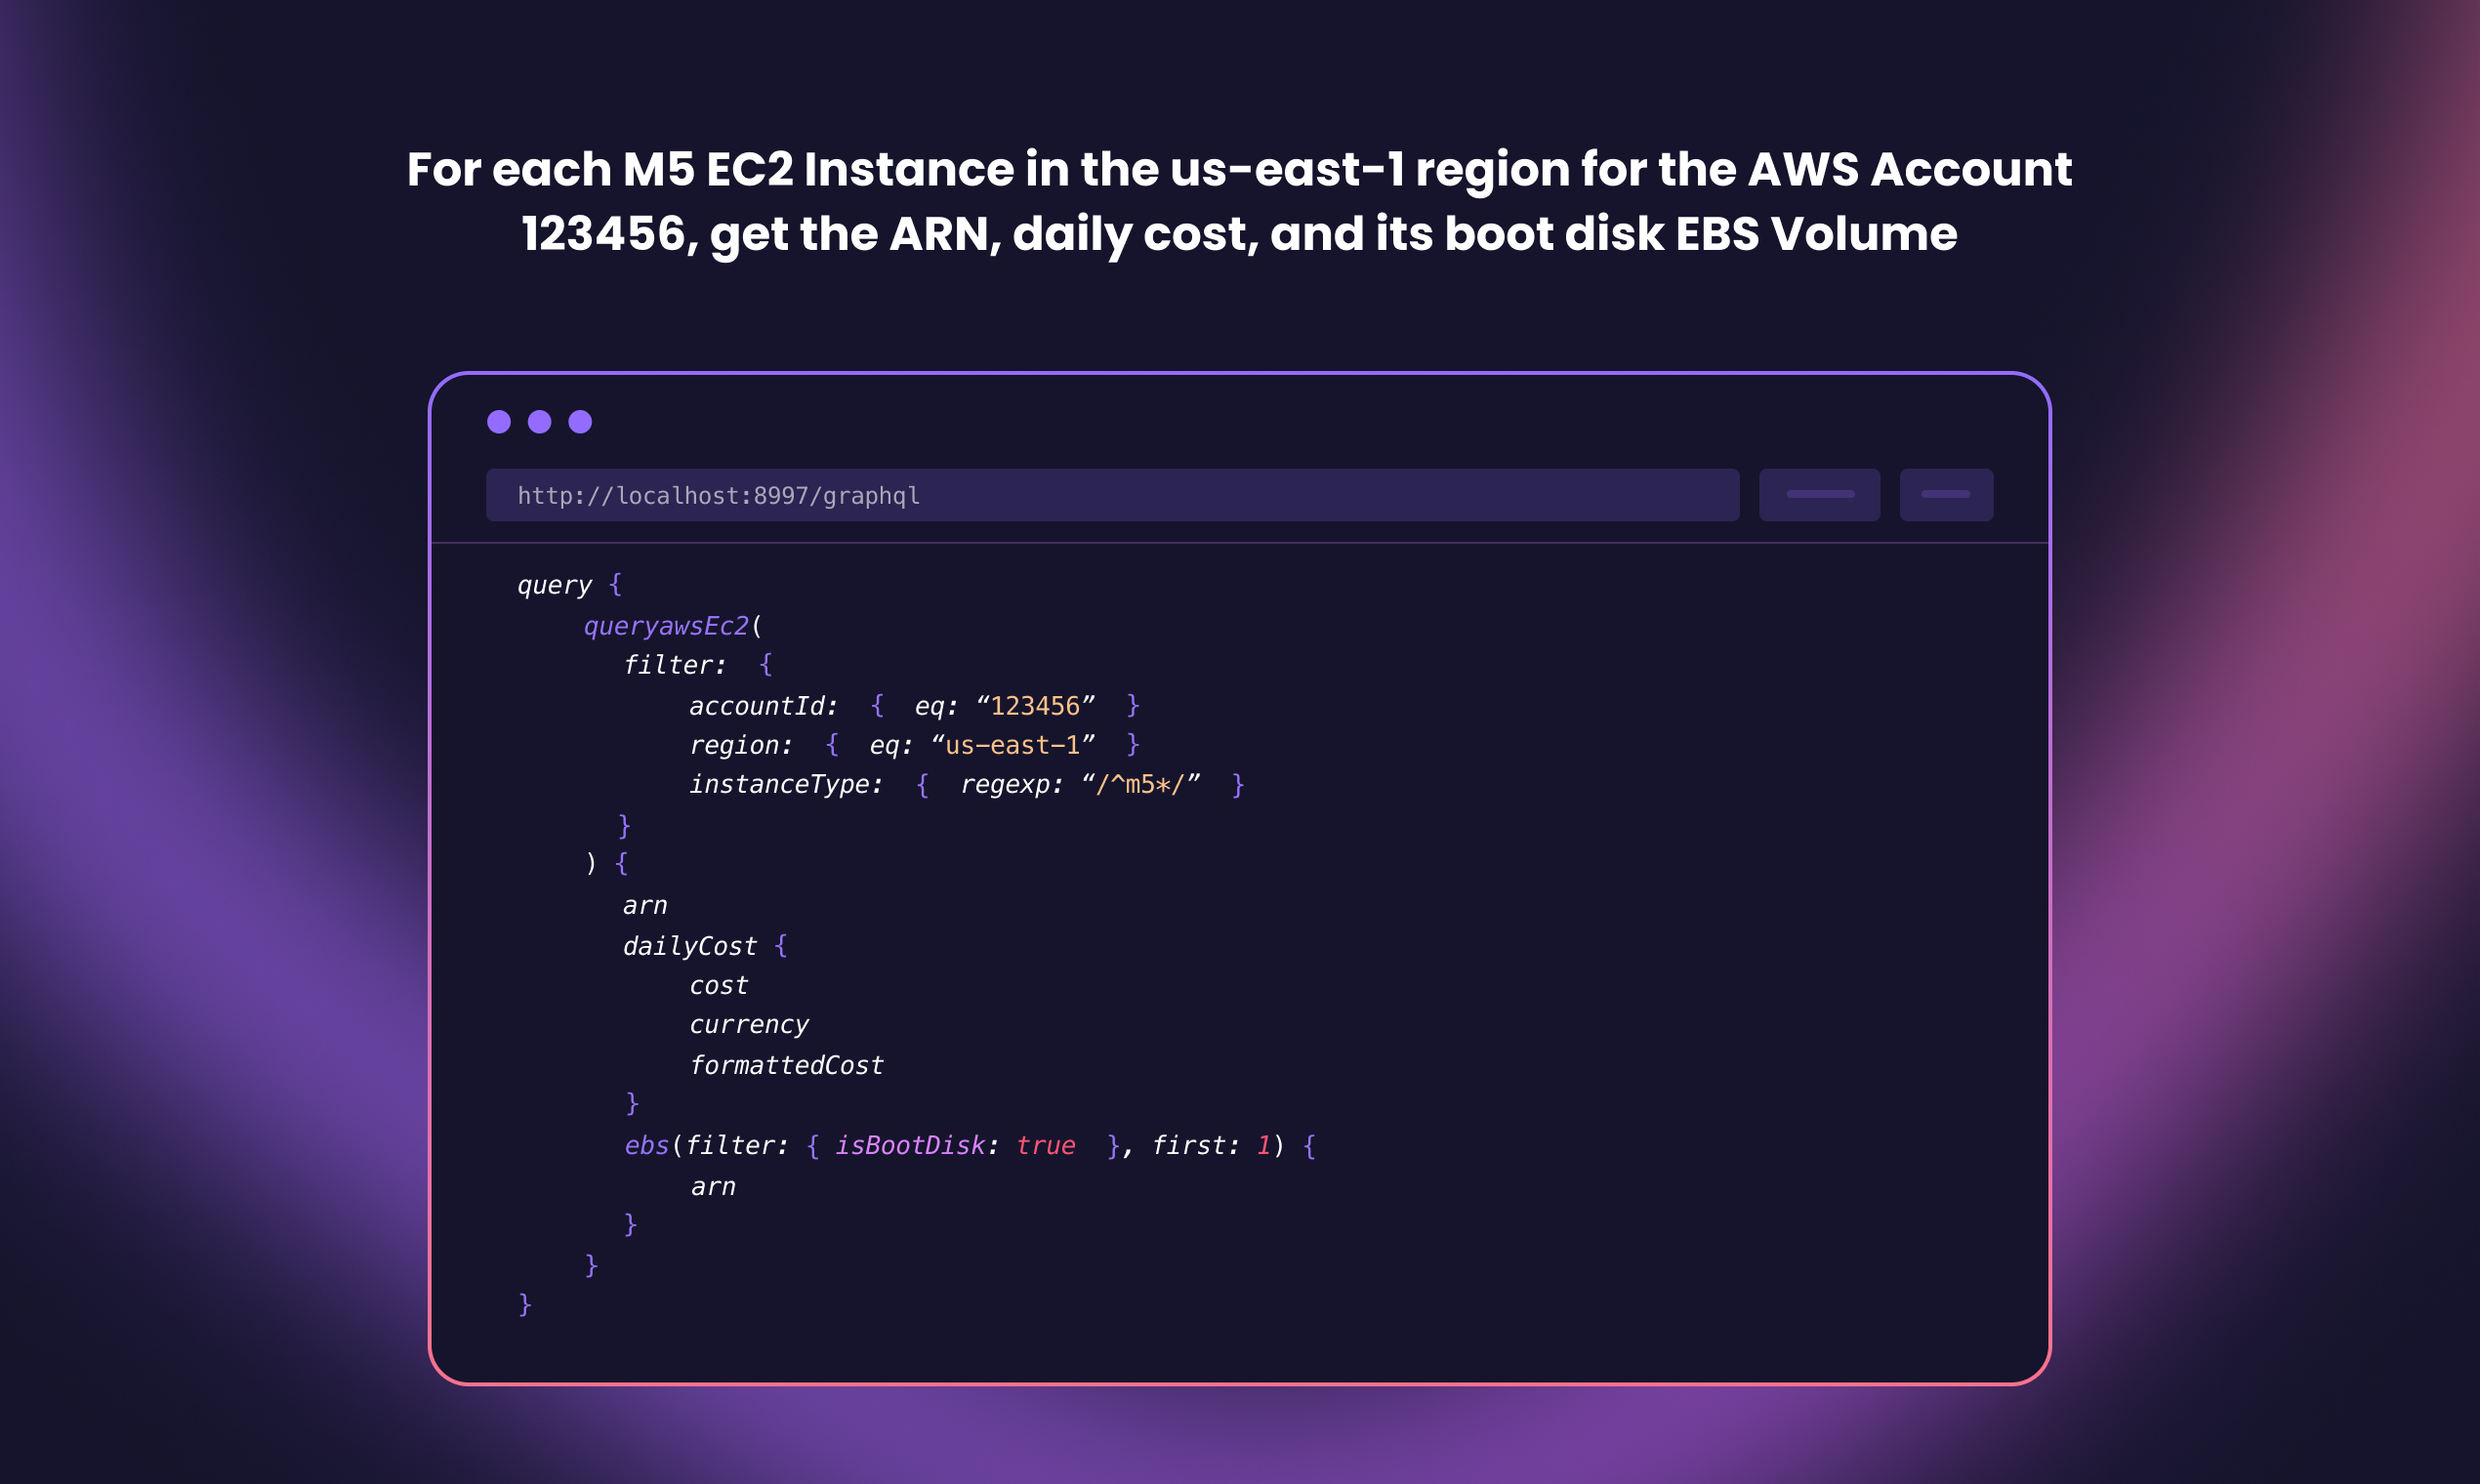 For each M5 EC2 Instance in the us-east-1 region for the AWS Account
123456, get the ARN, daily cost, and its boot disk EBS Volume
http://localhost:8997/graphql
query {
queryawsEc2(
filter: {
accountId: { eq: “123456” }
region: { eq: “us-east-1” }
instanceType: { regexp: “/^m5*/” }
}
) {
arn
dailyCost {
cost
currency
formattedCost
}
ebs(filter: { isBootDisk: true }, first: 1) {
arn
}
}
}